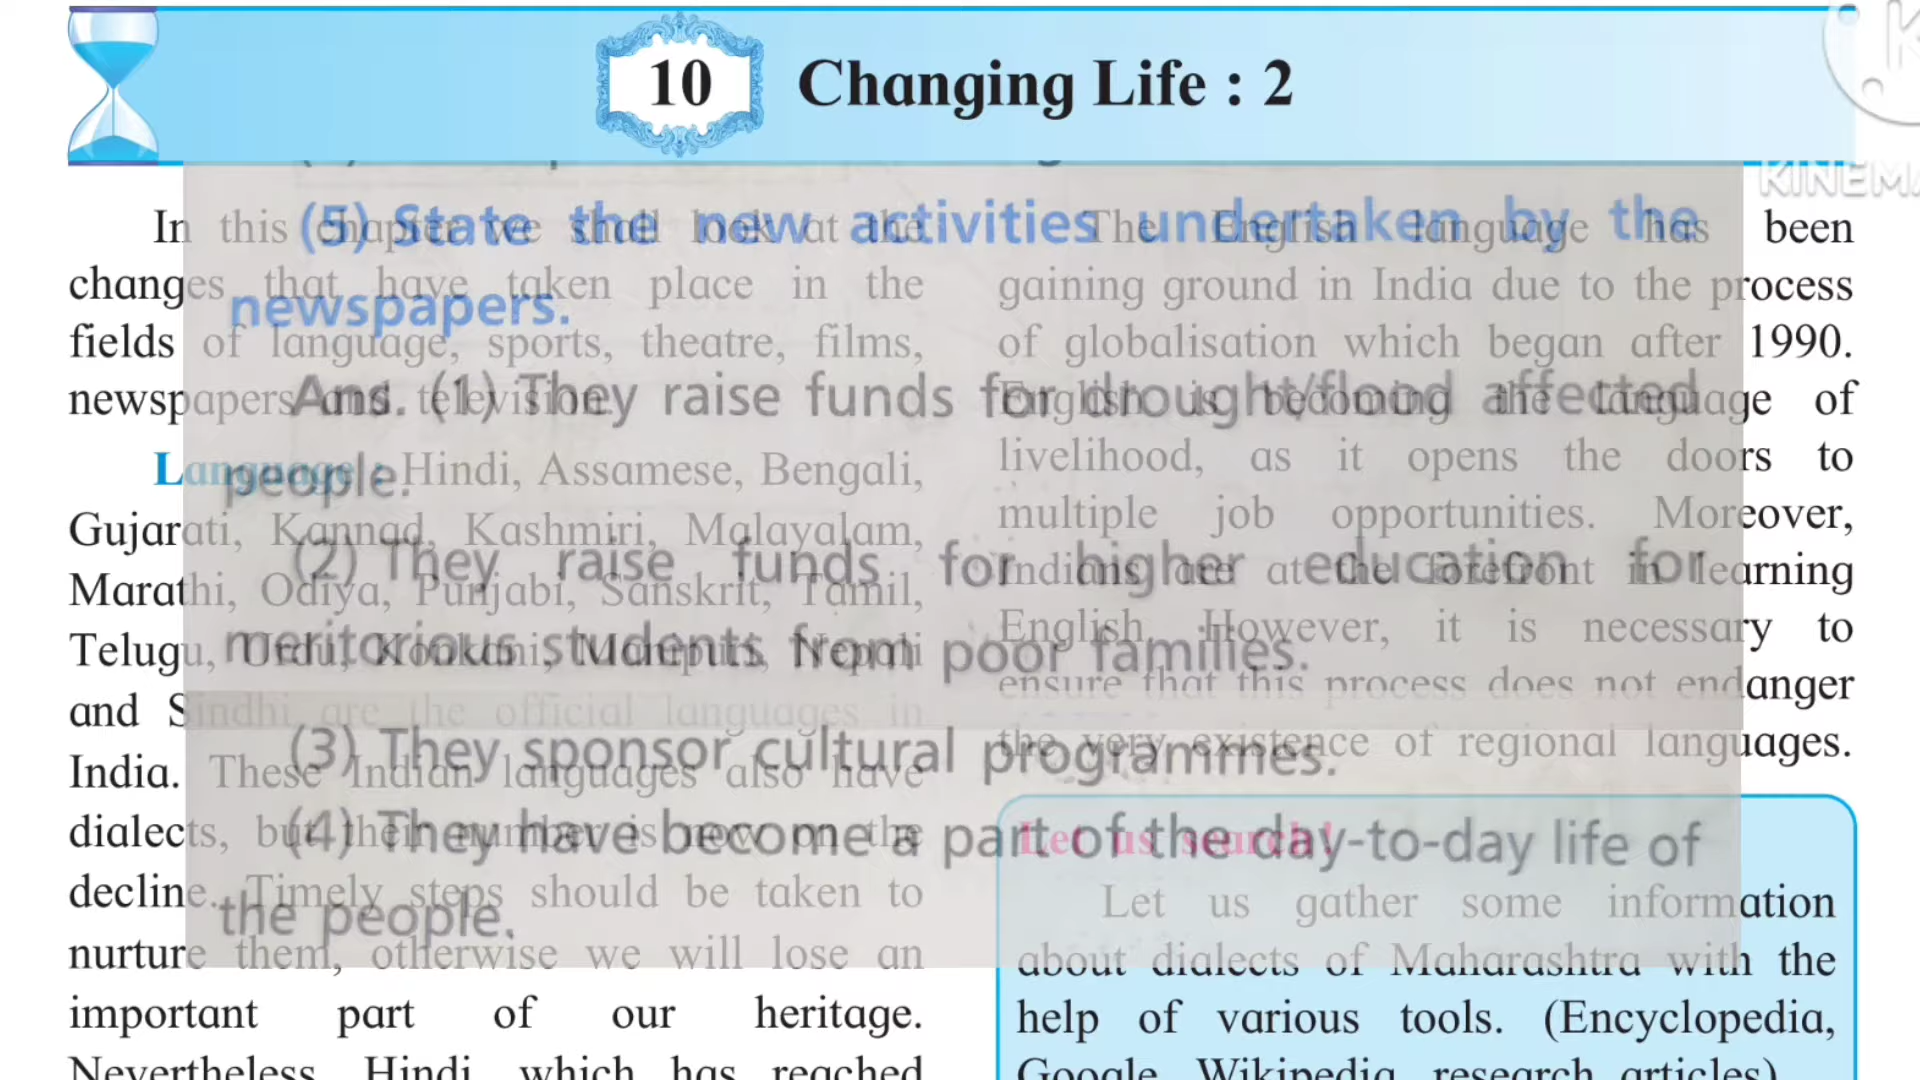 10 Changing Life : 2
KINEMA
In this chapter we shall look at the
changes that have taken place in the
fields of language, sports, theatre, films,
newspapers and television.
Language : Hindi, Assamese, Bengali,
Gujarati, Kannad, Kashmiri, Malayalam,
Marathi, Odiya, Punjabi, Sanskrit, Tamil,
Telugu, Urdu, Konkani, Manipuri, Nepali
and Sindhi are the official languages in
India. These Indian languages also have
dialects, but their number is now on the
decline. Timely steps should be taken to
nurture them, otherwise we will lose an
important part of our heritage.
Nevertheless, Hindi, which has reached
The English language has been
gaining ground in India due to the process
of globalisation which began after 1990.
English is becoming the language of
livelihood, as it opens the doors to
multiple job opportunities. Moreover,
Indians are at the forefront in learning
English. However, it is necessary to
ensure that this process does not endanger
the very existence of regional languages.
Let us search!
Let us gather some information
about dialects of Maharashtra with the
help of various tools. (Encyclopedia,
Google, Wikipedia, research articles)
(5) State the new activities undertaken by the
newspapers.
Ans. (1) They raise funds for drought/flood affected
people.
(2) They raise funds for higher education for
meritorious students from poor families.
(3) They sponsor cultural programmes.
(4) They have become a part of the day-to-day life of
the people.